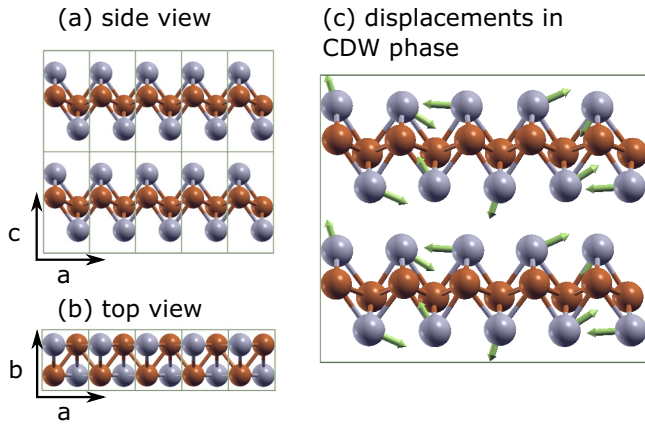 (a) side view
(c) displacements in
CDW phase
c
a
(b) top view
b
a